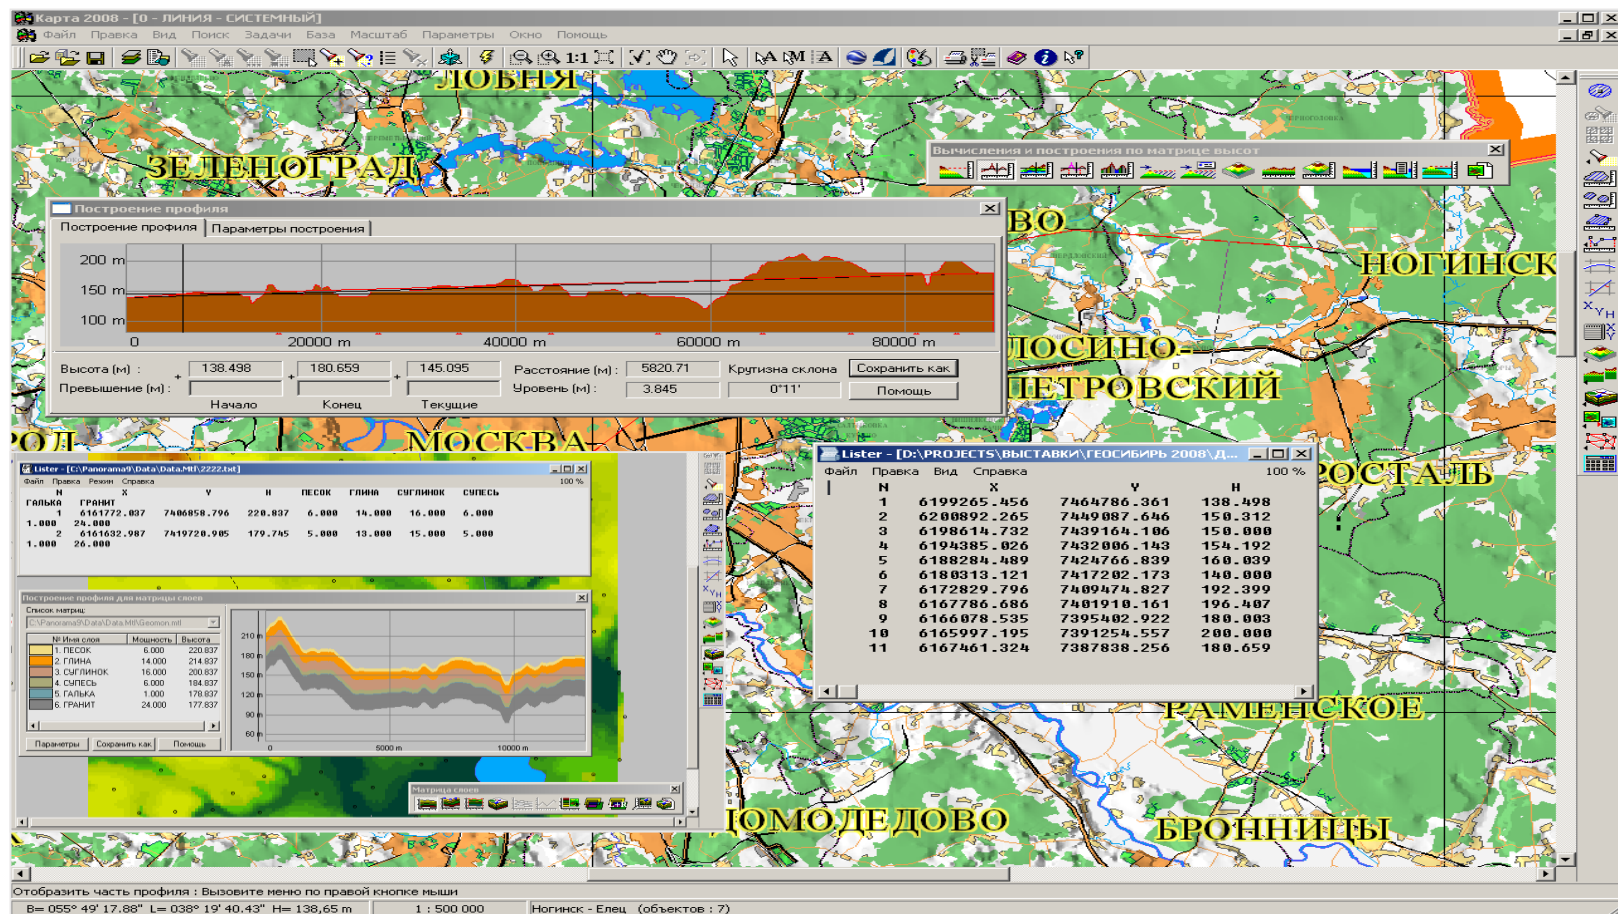 Карта 2008 - [0 - ЛИНИЯ - СИСТЕМНЫЙ]
Файл Правка Вид Поиск Задачи База Масштаб Параметры Окно Помощь
1:1
ЛОБНЯ
ЗЕЛЕНОГРАД
Вычисления и построения по матрице высот
Построение профиля
Построение профиля Параметры построения
200 m
150 m
100 m
0 20000 m 40000 m 60000 m 80000 m
Высота (м) : + 138.498 + 180.659 + 145.095 Расстояние (м) : 5820.71 Крутизна склона Сохранить как
Превышение (м) : Уровень (м) : 3.845 0°11' Помощь
Начало Конец Текущие
ВО
НОГИНСК
ЛОСИНО-
ПЕТРОВСКИЙ
РОЛ
МОСКВА
РОСТАЛЬ
Lister - [C:\Panorama9\Data\Data.Mtl\2222.txt]
Файл Правка Режим Справка 100 %
N X Y H ПЕСОК ГЛИНА СУГЛИНОК СУПЕСЬ
ГАЛЬКА ГРАНИТ
1 6161772.037 7406858.796 220.837 6.000 14.000 16.000 6.000
1.000 24.000
2 6161632.987 7419720.905 179.745 5.000 13.000 15.000 5.000
1.000 26.000
Построение профиля для матрицы слоев
Список матриц:
C:\Panorama9\Data\Data.Mtl\Geomon.mtl
№ Имя слоя Мощность Высота
1. ПЕСОК 6.000 220.837
2. ГЛИНА 14.000 214.837
3. СУГЛИНОК 16.000 200.837
4. СУПЕСЬ 6.000 184.837
5. ГАЛЬКА 1.000 178.837
6. ГРАНИТ 24.000 177.837
Параметры Сохранить как Помощь
210 m
180 m
150 m
120 m
90 m
60 m
0 5000 m 10000 m
Матрица слоев
Lister - [D:\PROJECTS\ВЫСТАВКИ\ГЕОСИБИРЬ 2008\Д...
Файл Правка Вид Справка 100 %
N X Y H
1 6199265.456 7464786.361 138.498
2 6200892.265 7449087.646 150.312
3 6198614.732 7439164.106 150.000
4 6194385.026 7432006.143 154.192
5 6188284.489 7424766.839 160.039
6 6180313.121 7417202.173 140.000
7 6172829.796 7409474.827 192.399
8 6167786.686 7401910.161 196.407
9 6166078.535 7395402.922 180.003
10 6165997.195 7391254.557 200.000
11 6167461.324 7387838.256 180.659
РАМЕНСКОЕ
ДОМОДЕДОВО
БРОННИЦЫ
Отобразить часть профиля : Вызовите меню по правой кнопке мыши
B= 055° 49' 17.88" L= 038° 19' 40.43" H= 138,65 m 1 : 500 000 Ногинск - Елец (объектов : 7)